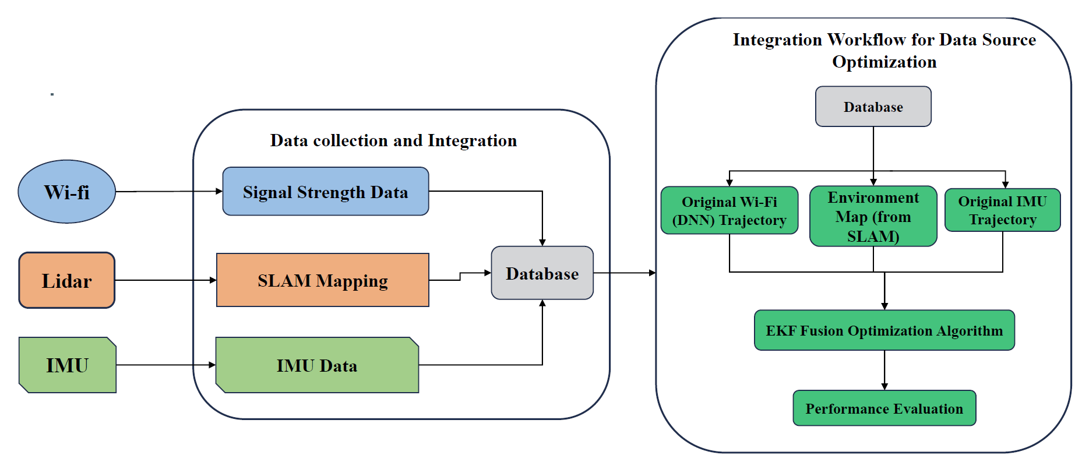 Wi-fi
Lidar
IMU
Data collection and Integration
Signal Strength Data
SLAM Mapping
IMU Data
Database
Integration Workflow for Data Source
Optimization
Database
Original Wi-Fi
(DNN) Trajectory
Environment
Map (from
SLAM)
Original IMU
Trajectory
EKF Fusion Optimization Algorithm
Performance Evaluation